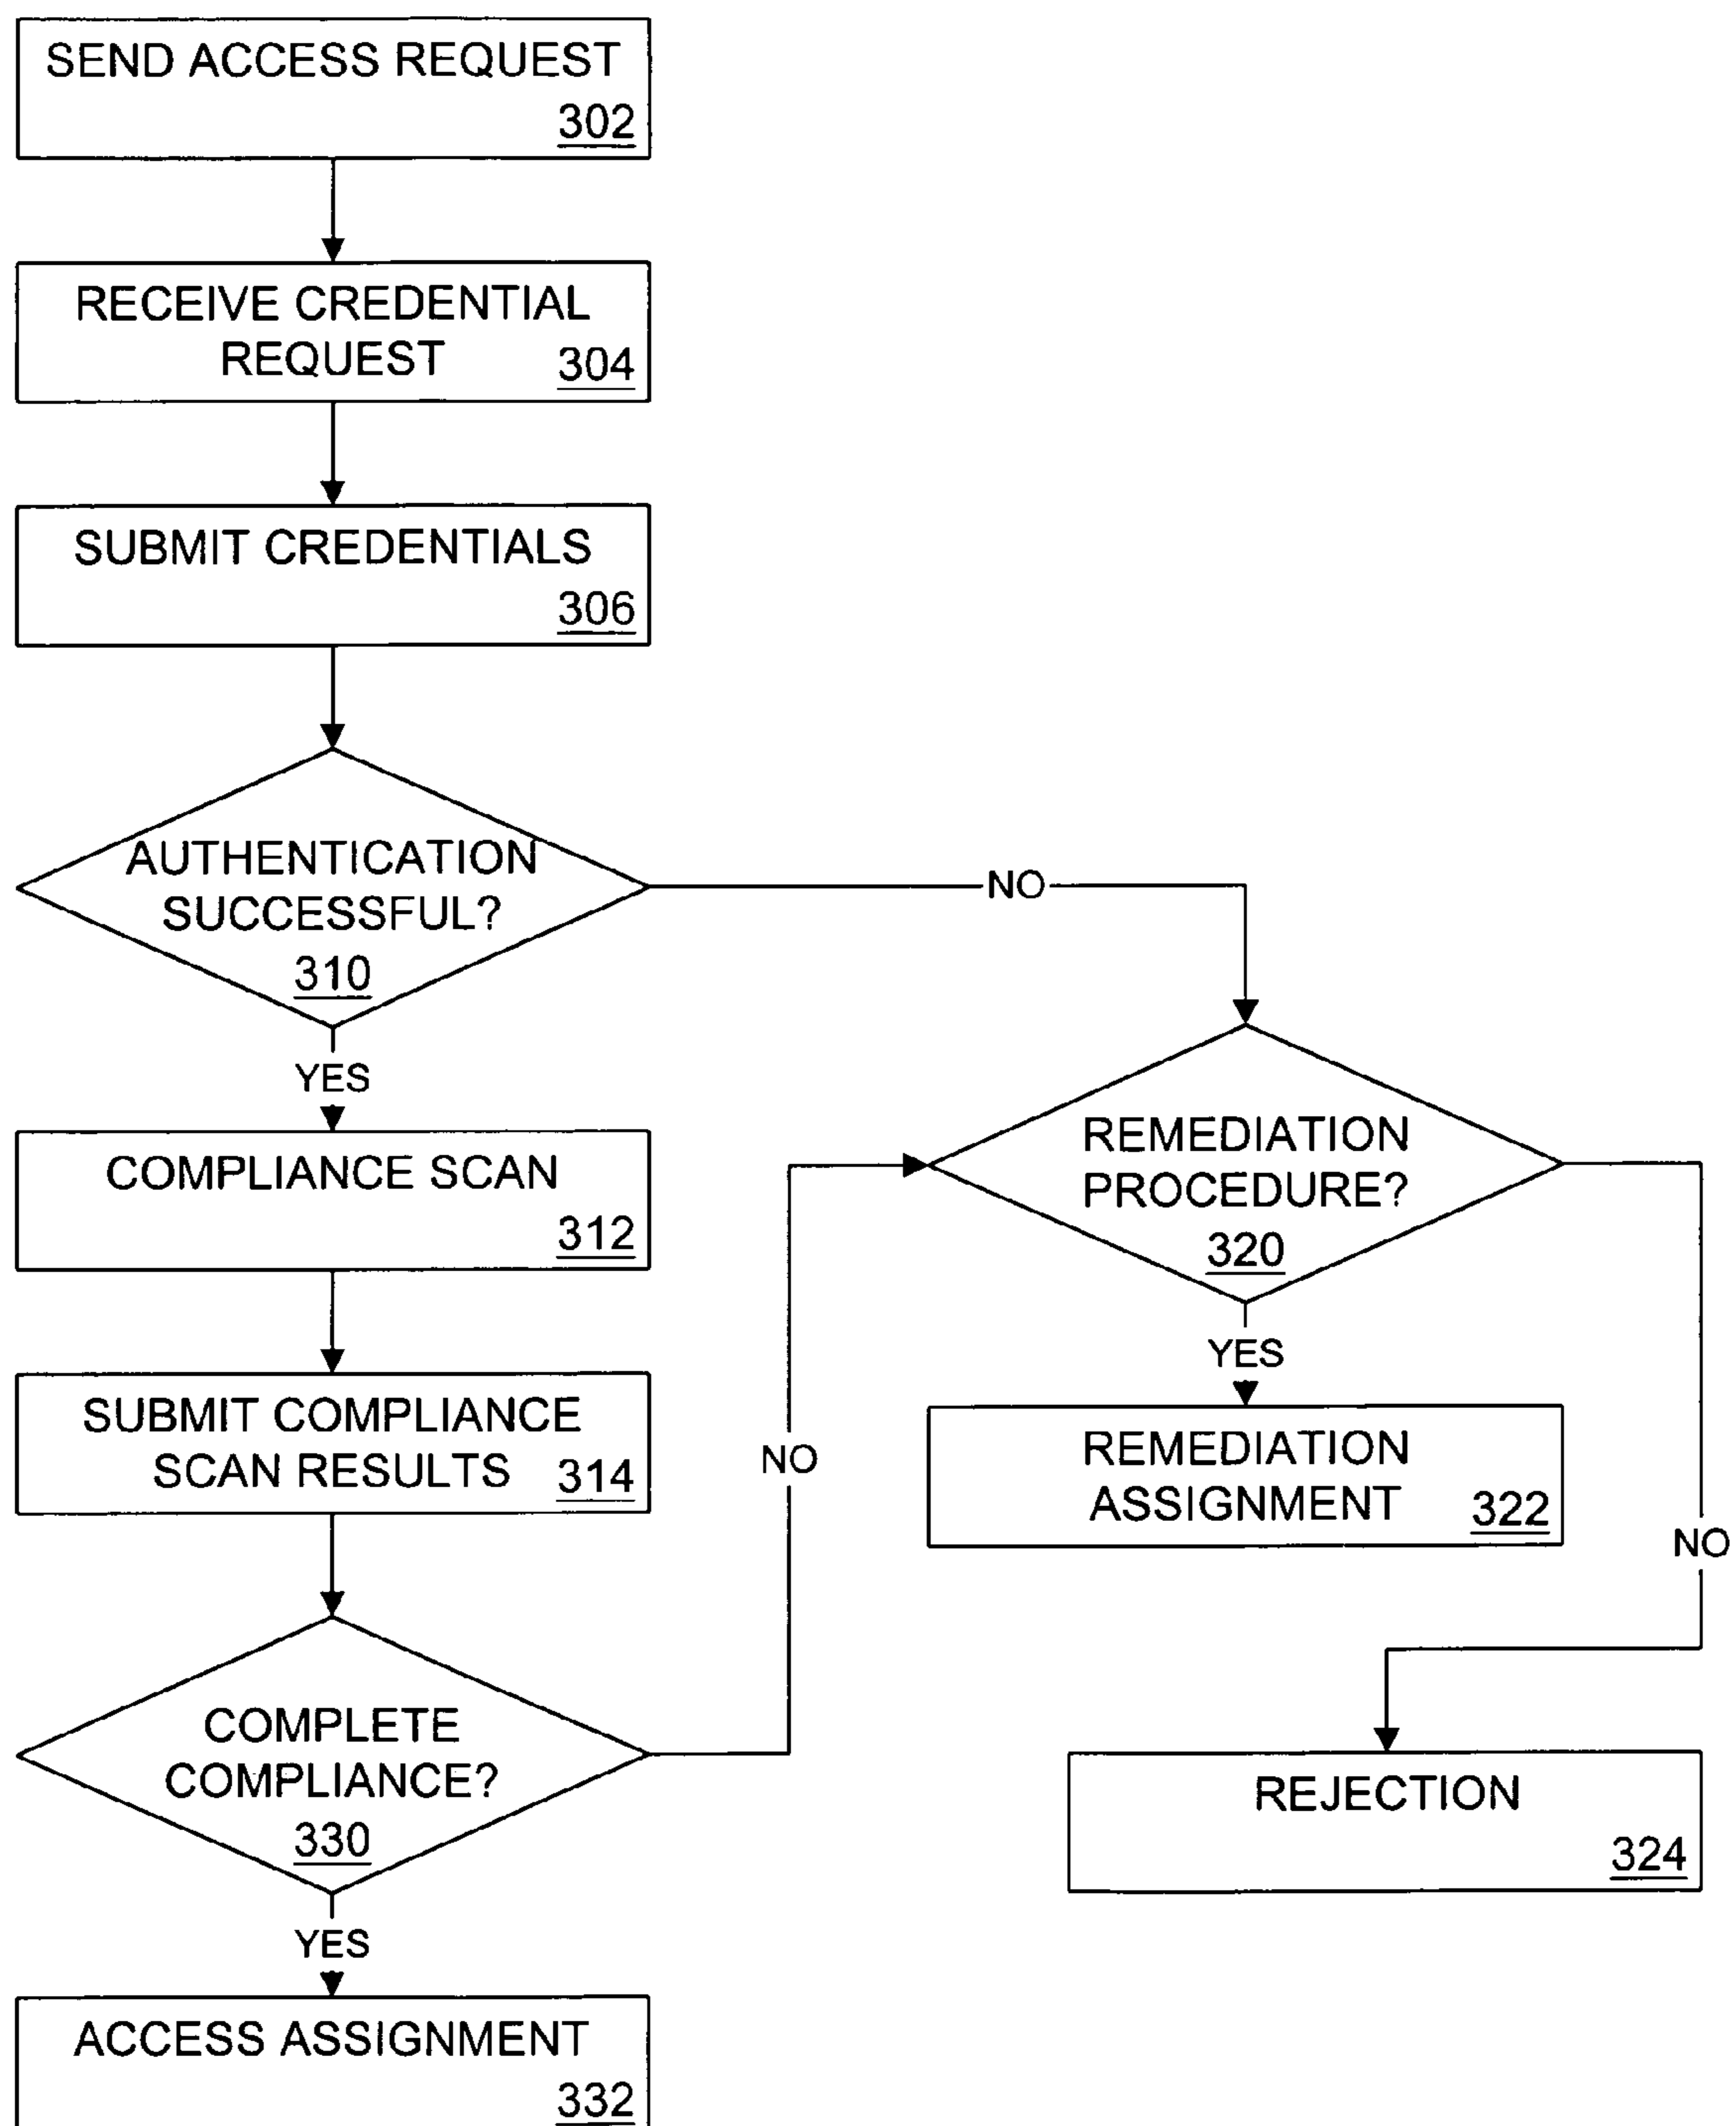 SEND ACCESS REQUEST
302
RECEIVE CREDENTIAL
REQUEST 304
SUBMIT CREDENTIALS
306
AUTHENTICATION
SUCCESSFUL?
310
NO
YES
COMPLIANCE SCAN
312
REMEDIATION
PROCEDURE?
320
YES
SUBMIT COMPLIANCE
SCAN RESULTS 314
NO
REMEDIATION
ASSIGNMENT 322
NO
COMPLETE
COMPLIANCE?
330
REJECTION
324
YES
ACCESS ASSIGNMENT
332